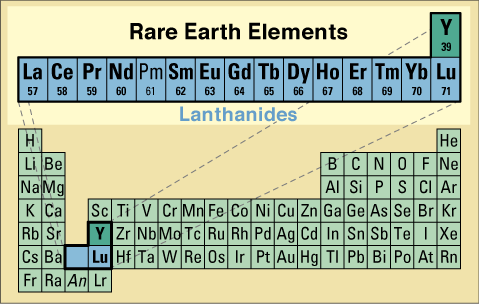 Rare Earth Elements
Y
39
La Ce Pr Nd Pm Sm Eu Gd Tb Dy Ho Er Tm Yb Lu
57 58 59 60 61 62 63 64 65 66 67 68 69 70 71
Lanthanides
H He
Li Be B C N O F Ne
Na Mg Al Si P S Cl Ar
K Ca Sc Ti V Cr Mn Fe Co Ni Cu Zn Ga Ge As Se Br Kr
Rb Sr Y Zr Nb Mo Tc Ru Rh Pd Ag Cd In Sn Sb Te I Xe
Cs Ba Lu Hf Ta W Re Os Ir Pt Au Hg Tl Pb Bi Po At Rn
Fr Ra An Lr